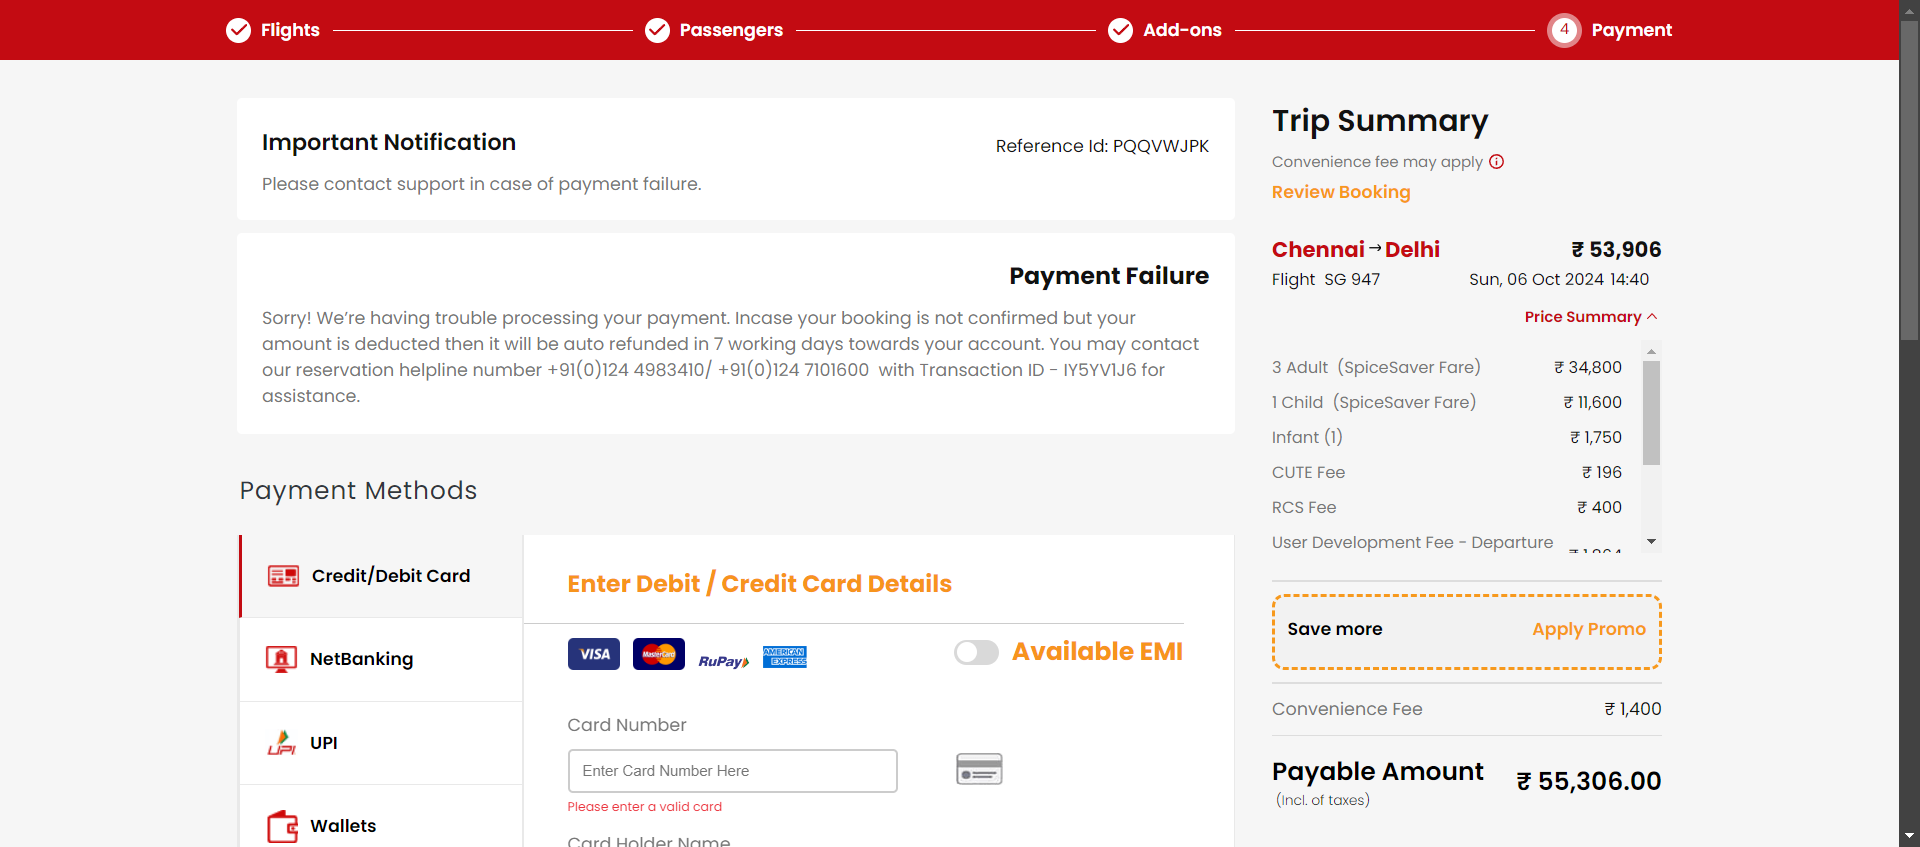 Flights
Passengers
Add-ons
4 Payment
Important Notification
Reference Id: PQQVWJPK
Please contact support in case of payment failure.
Payment Failure
Sorry! We're having trouble processing your payment. Incase your booking is not confirmed but your
amount is deducted then it will be auto refunded in 7 working days towards your account. You may contact
our reservation helpline number +91(0)124 4983410/ +91(0)124 7101600 with Transaction ID - IY5YV1J6 for
assistance.
Payment Methods
Credit/Debit Card
NetBanking
UPI
UPI
Wallets
Enter Debit / Credit Card Details
VISA
MasterCard
RuPay
AMERICAN
EXPRESS
Available EMI
Card Number
Enter Card Number Here
Please enter a valid card
Card Holder Name
Trip Summary
Convenience fee may apply
Review Booking
Chennai → Delhi ₹ 53,906
Flight SG 947 Sun, 06 Oct 2024 14:40
Price Summary
3 Adult (SpiceSaver Fare) ₹ 34,800
1 Child (SpiceSaver Fare) ₹ 11,600
Infant (1) ₹ 1,750
CUTE Fee ₹ 196
RCS Fee ₹ 400
User Development Fee - Departure
Save more Apply Promo
Convenience Fee ₹ 1,400
Payable Amount ₹ 55,306.00
(Incl. of taxes)